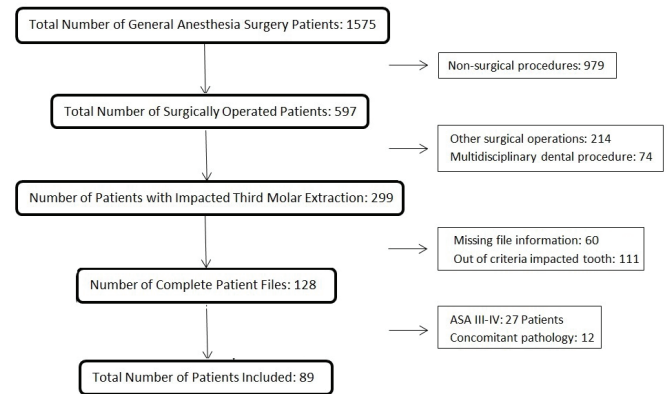 Total Number of General Anesthesia Surgery Patients: 1575
Non-surgical procedures: 979
Total Number of Surgically Operated Patients: 597
Other surgical operations: 214
Multidisciplinary dental procedure: 74
Number of Patients with Impacted Third Molar Extraction: 299
Missing file information: 60
Out of criteria impacted tooth: 111
Number of Complete Patient Files: 128
ASA III-IV: 27 Patients
Concomitant pathology: 12
Total Number of Patients Included: 89